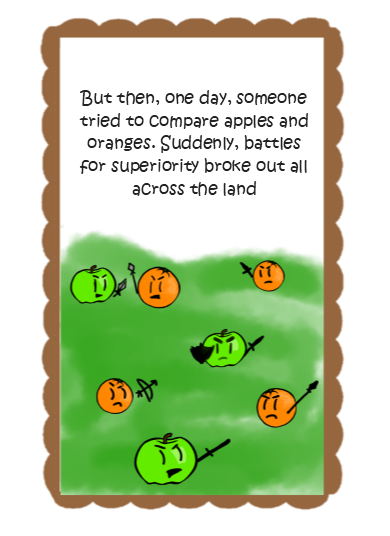 But then, one day, someone
tried to compare apples and
oranges. Suddenly, battles
for superiority broke out all
across the land